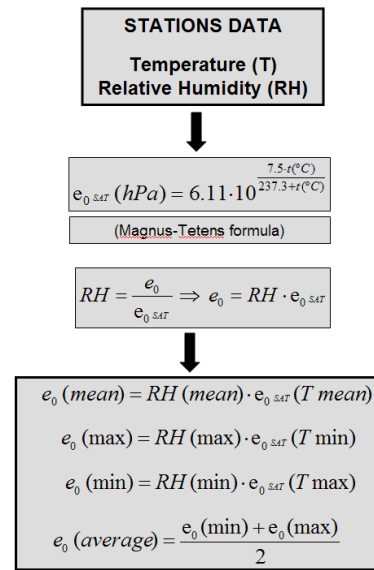 STATIONS DATA
Temperature (T)
Relative Humidity (RH)
e₀ SAT (hPa) = 6.11·10^(7.5·t(ºC) / 237.3+t(ºC))
(Magnus-Tetens formula)
RH = e₀ / e₀ SAT ⇒ e₀ = RH · e₀ SAT
e₀ (mean) = RH (mean) · e₀ SAT (T mean)
e₀ (max) = RH (max) · e₀ SAT (T min)
e₀ (min) = RH (min) · e₀ SAT (T max)
e₀ (average) = e₀ (min) + e₀ (max) / 2